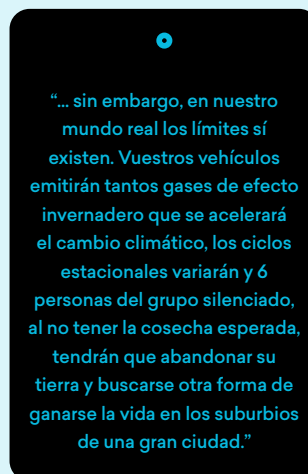 “... sin embargo, en nuestro
mundo real los límites sí
existen. Vuestros vehículos
emitirán tantos gases de efecto
invernadero que se acelerará
el cambio climático, los ciclos
estacionales variarán y 6
personas del grupo silenciado,
al no tener la cosecha esperada,
tendrán que abandonar su
tierra y buscarse otra forma de
ganarse la vida en los suburbios
de una gran ciudad.”